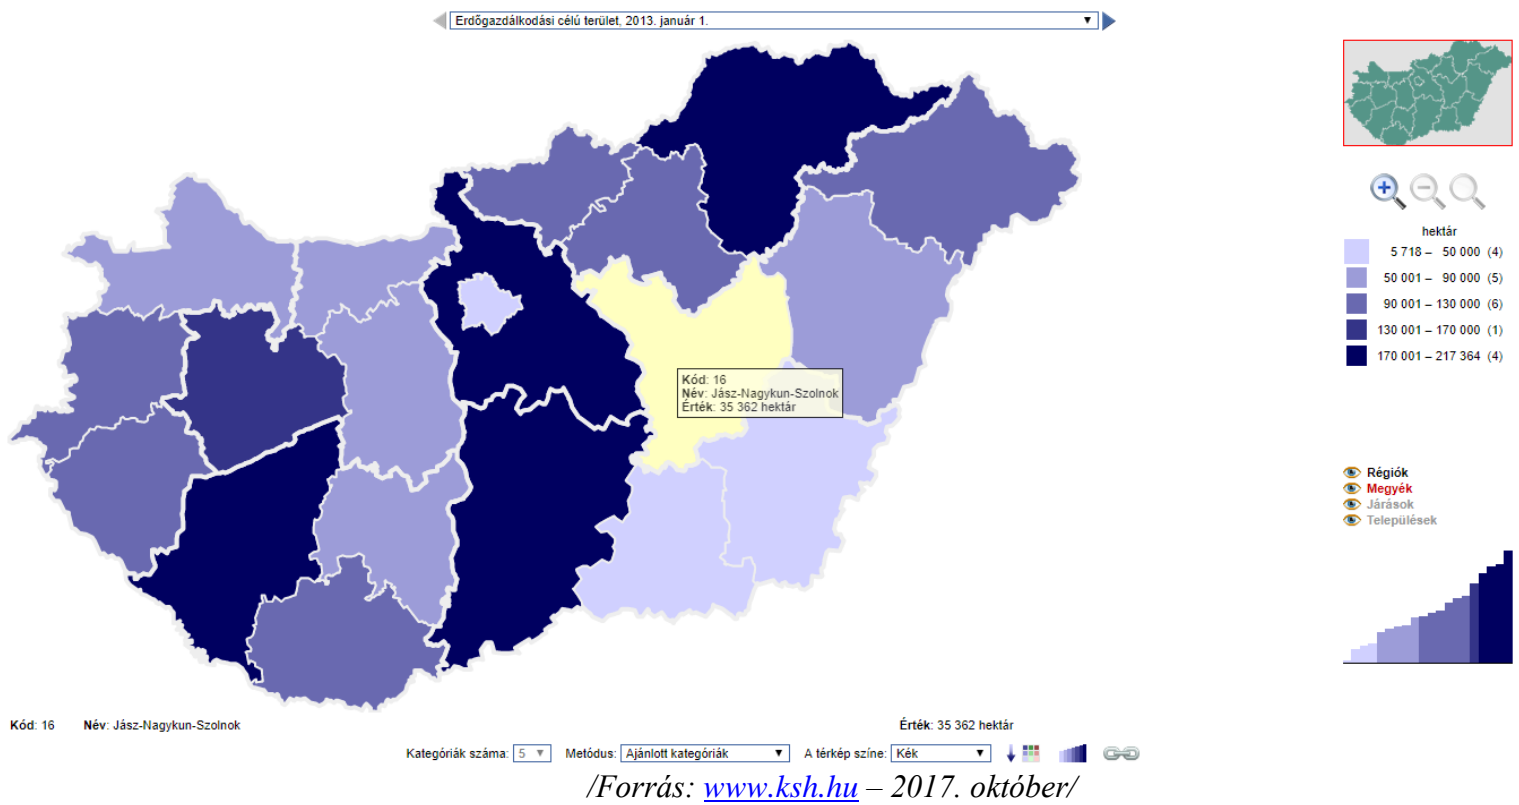 Erdőgazdálkodási célú terület, 2013. január 1.
hektár
5 718 – 50 000 (4)
50 001 – 90 000 (5)
90 001 – 130 000 (6)
130 001 – 170 000 (1)
170 001 – 217 364 (4)
Kód: 16
Név: Jász-Nagykun-Szolnok
Érték: 35 362 hektár
Régiók
Megyék
Járások
Települések
Kód: 16 Név: Jász-Nagykun-Szolnok Érték: 35 362 hektár
Kategóriák száma: 5 Metódus: Ajánlott kategóriák A térkép színe: Kék
/Forrás: www.ksh.hu – 2017. október/